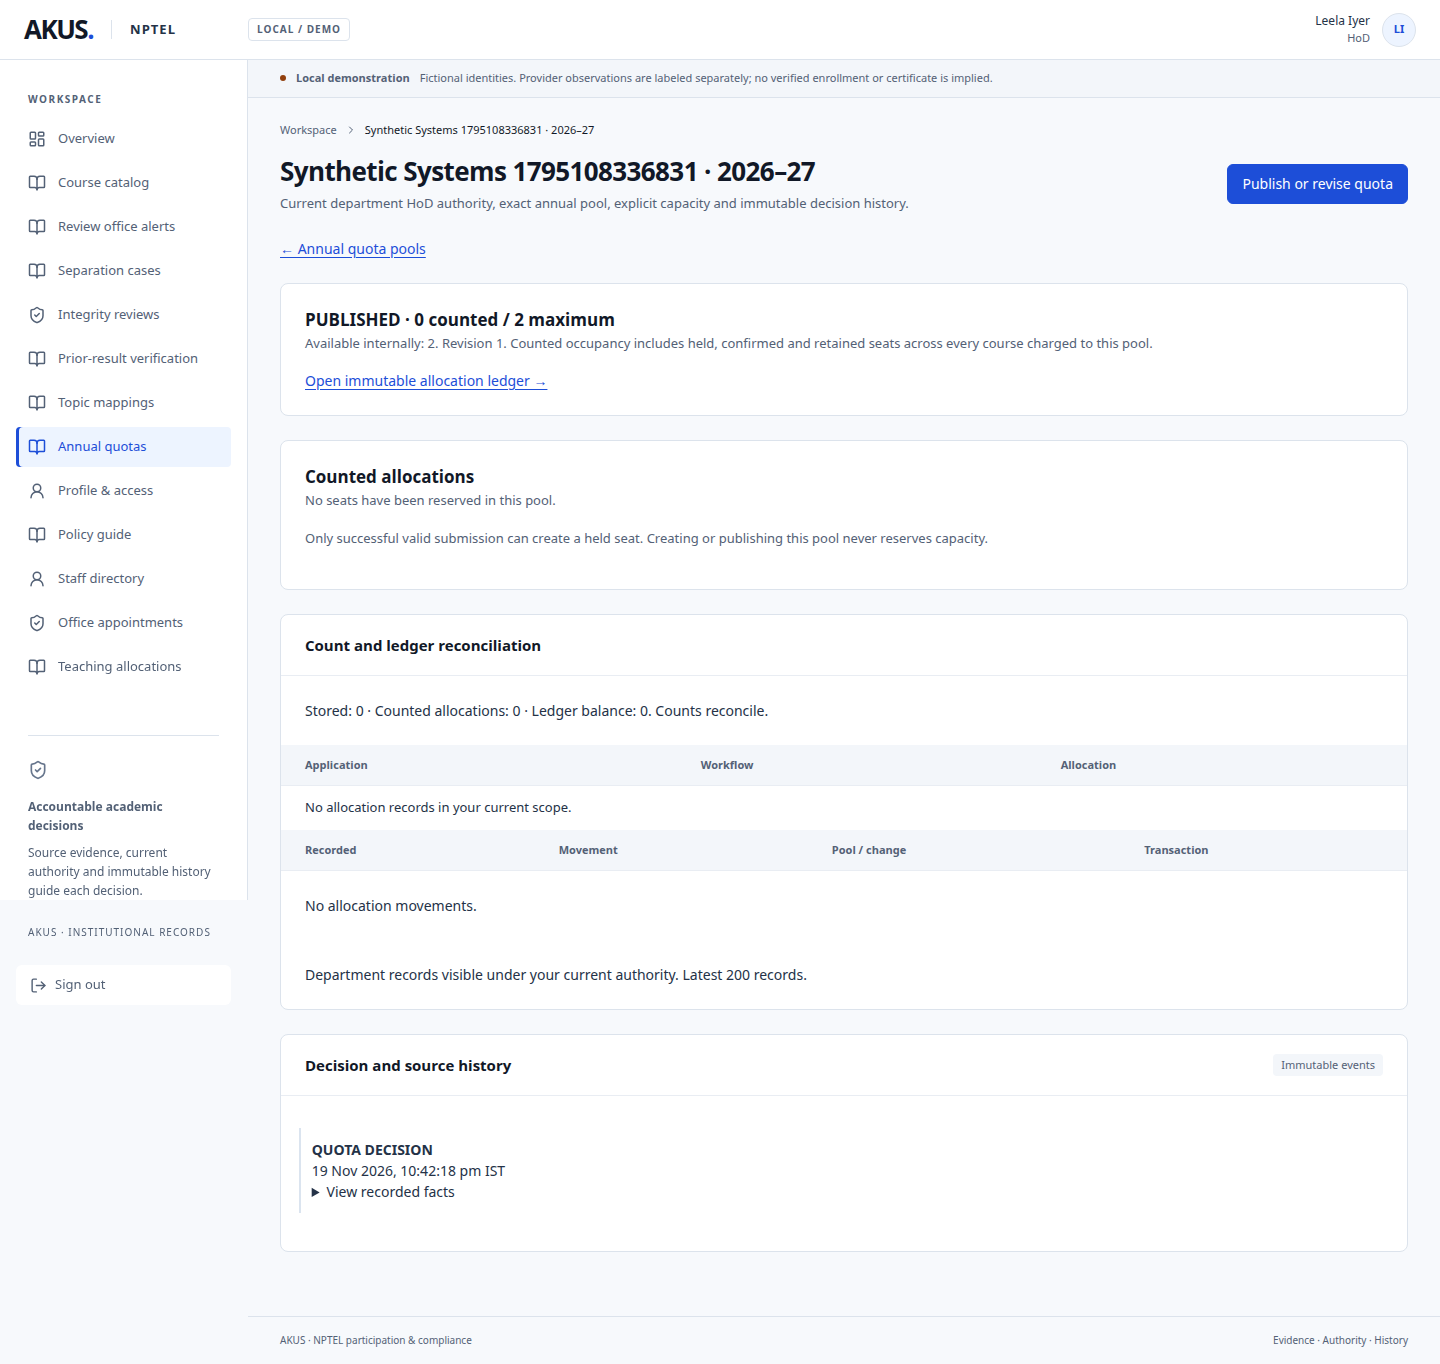 AKUS.
NPTEL
LOCAL / DEMO
Leela Iyer
HoD
LI
WORKSPACE
Overview
Course catalog
Review office alerts
Separation cases
Integrity reviews
Prior-result verification
Topic mappings
Annual quotas
Profile & access
Policy guide
Staff directory
Office appointments
Teaching allocations
Accountable academic
decisions
Source evidence, current
authority and immutable history
guide each decision.
AKUS · INSTITUTIONAL RECORDS
Sign out
Local demonstration Fictional identities. Provider observations are labeled separately; no verified enrollment or certificate is implied.
Workspace > Synthetic Systems 1795108336831 · 2026–27
Synthetic Systems 1795108336831 · 2026–27
Current department HoD authority, exact annual pool, explicit capacity and immutable decision history.
Publish or revise quota
← Annual quota pools
PUBLISHED · 0 counted / 2 maximum
Available internally: 2. Revision 1. Counted occupancy includes held, confirmed and retained seats across every course charged to this pool.
Open immutable allocation ledger →
Counted allocations
No seats have been reserved in this pool.
Only successful valid submission can create a held seat. Creating or publishing this pool never reserves capacity.
Count and ledger reconciliation
Stored: 0 · Counted allocations: 0 · Ledger balance: 0. Counts reconcile.
Application Workflow Allocation
No allocation records in your current scope.
Recorded Movement Pool / change Transaction
No allocation movements.
Department records visible under your current authority. Latest 200 records.
Decision and source history
Immutable events
QUOTA DECISION
19 Nov 2026, 10:42:18 pm IST
▶ View recorded facts
AKUS · NPTEL participation & compliance
Evidence · Authority · History